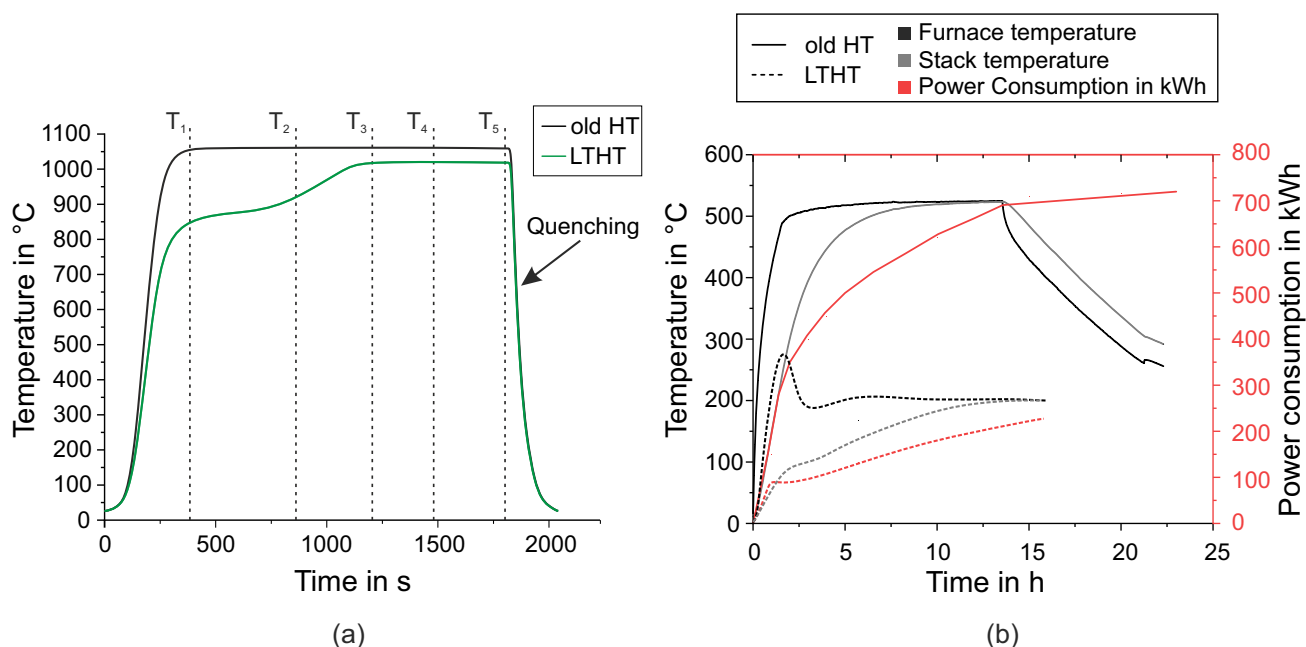 T1 T2 T3 T4 T5
old HT
LTHT
1100
1000
900
800
700
600
500
400
300
200
100
0
Temperature in °C
Quenching
0 500 1000 1500 2000
Time in s
(a)
old HT
LTHT
Furnace temperature
Stack temperature
Power Consumption in kWh
600
500
400
300
200
100
0
Temperature in °C
800
700
600
500
400
300
200
100
0
Power consumption in kWh
0 5 10 15 20 25
Time in h
(b)